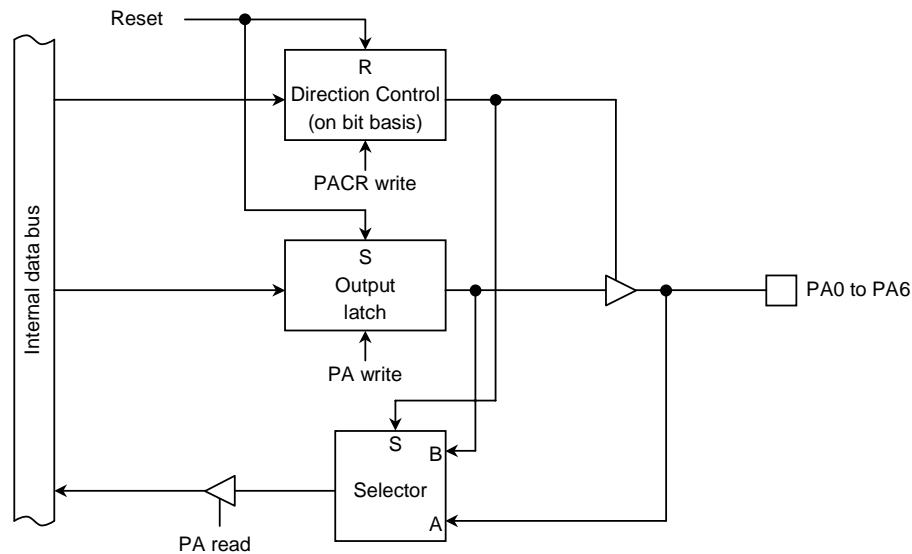 Reset
R
Direction Control
(on bit basis)
PACR write
Internal data bus
S
Output
latch
PA0 to PA6
PA write
S
B
Selector
A
PA read